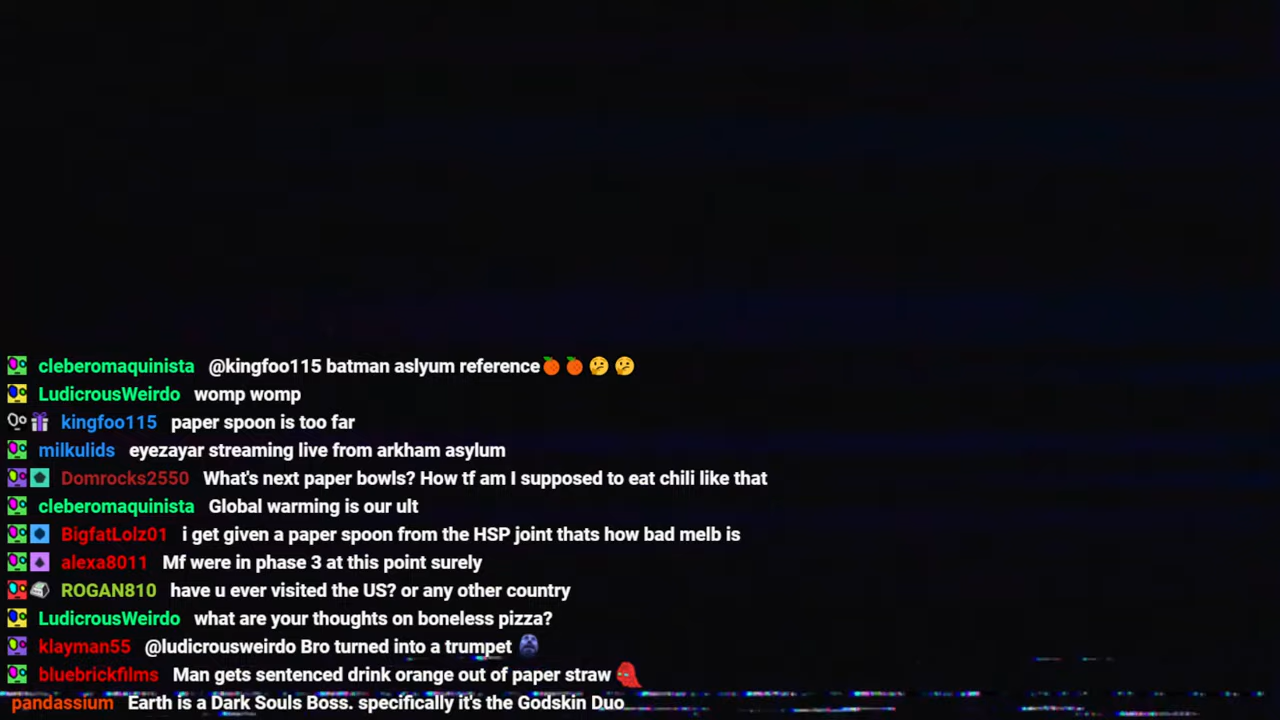 cleberomaquinista @kingfoo115 batman aslyum reference🍊🍊🤔🤔
LudicrousWeirdo womp womp
kingfoo115 paper spoon is too far
milkulids eyezayar streaming live from arkham asylum
Domrocks2550 What's next paper bowls? How tf am I supposed to eat chili like that
cleberomaquinista Global warming is our ult
BigfatLolz01 i get given a paper spoon from the HSP joint thats how bad melb is
alexa8011 Mf were in phase 3 at this point surely
ROGAN810 have u ever visited the US? or any other country
LudicrousWeirdo what are your thoughts on boneless pizza?
klayman55 @ludicrousweirdo Bro turned into a trumpet
bluebrickfilms Man gets sentenced drink orange out of paper straw
pandassium Earth is a Dark Souls Boss. specifically it's the Godskin Duo